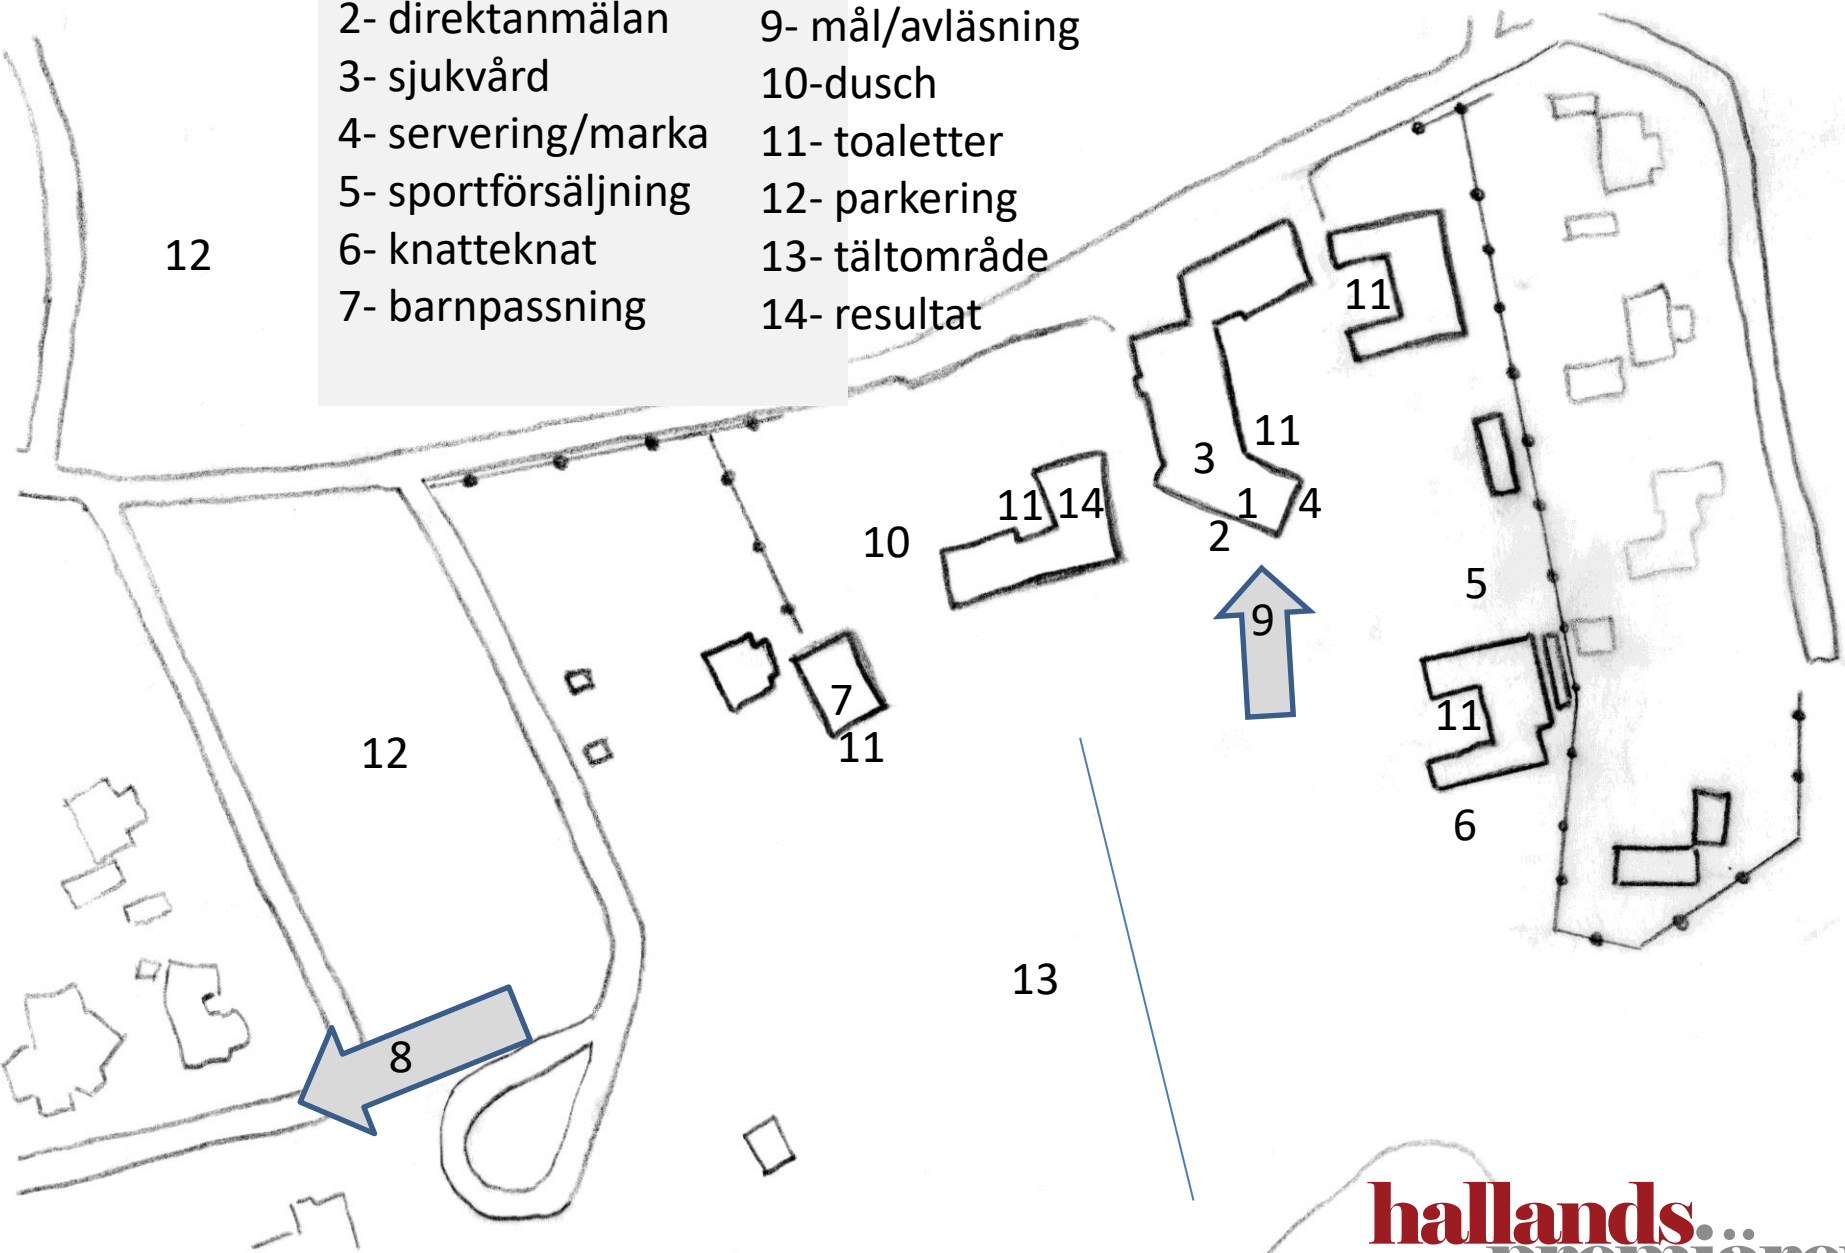 2- direktanmälan
3- sjukvård
4- servering/marka
5- sportförsäljning
6- knatteknat
7- barnpassning
9- mål/avläsning
10-dusch
11- toaletter
12- parkering
13- tältområde
14- resultat
12
11
11
3
11
14
1
4
2
10
5
9
7
11
11
12
6
13
8
hallands